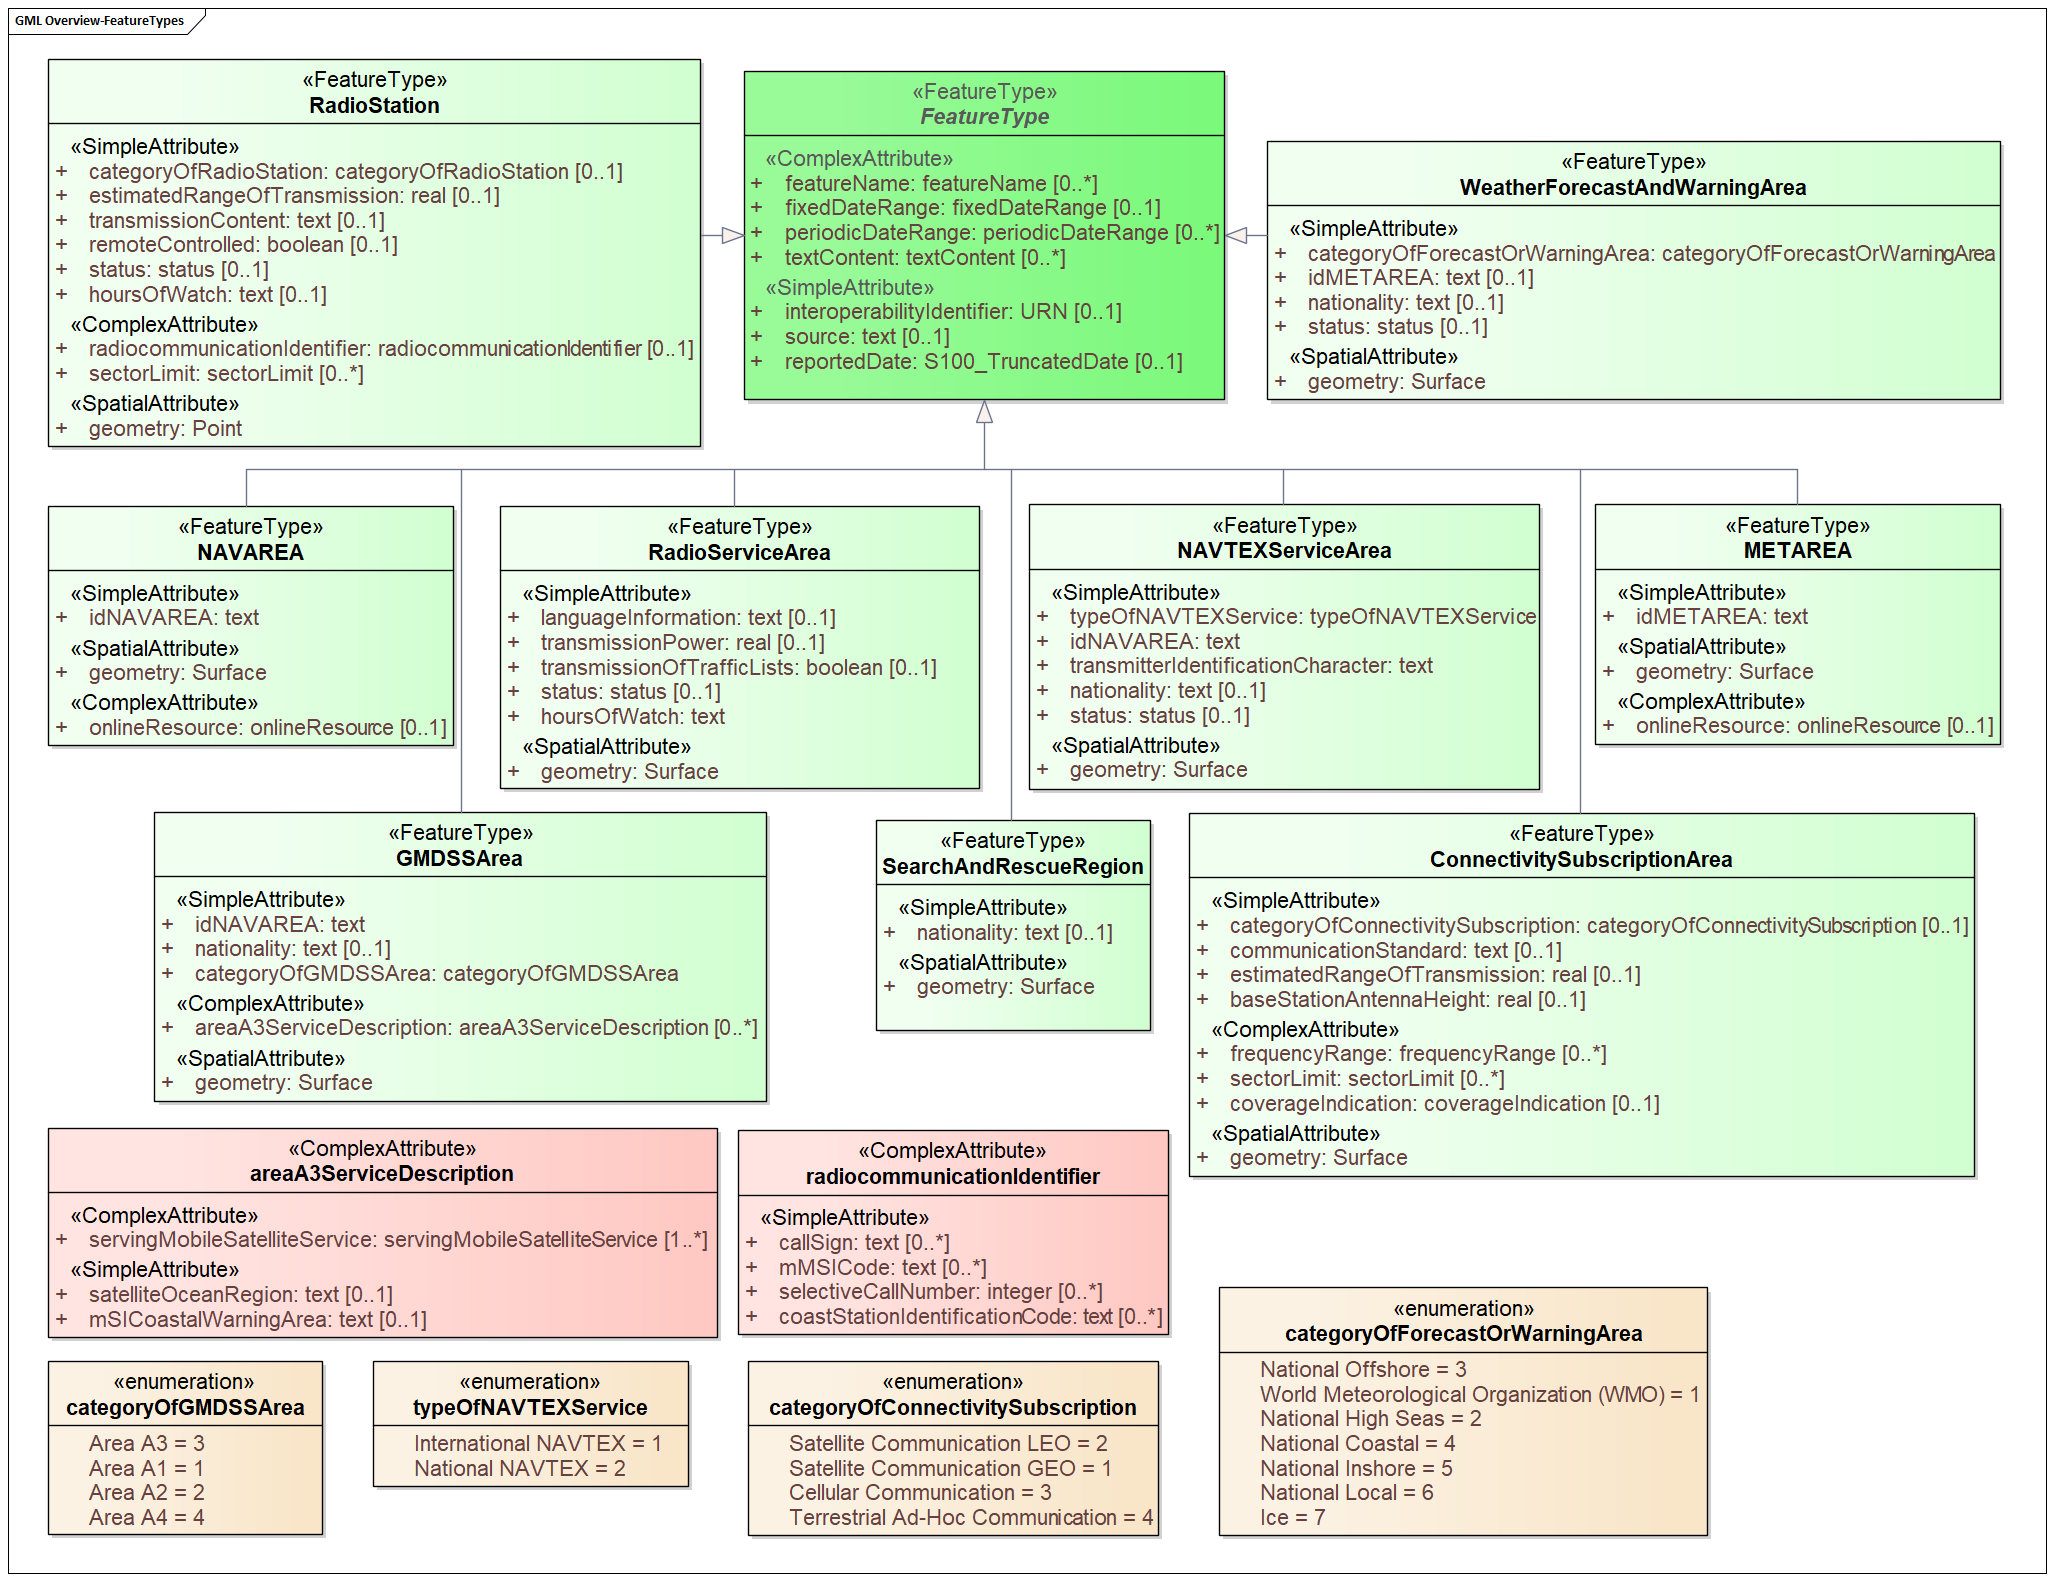 GML Overview-FeatureTypes
«FeatureType»
RadioStation
«SimpleAttribute»
+ categoryOfRadioStation: categoryOfRadioStation [0..1]
+ estimatedRangeOfTransmission: real [0..1]
+ transmissionContent: text [0..1]
+ remoteControlled: boolean [0..1]
+ status: status [0..1]
+ hoursOfWatch: text [0..1]
«ComplexAttribute»
+ radiocommunicationIdentifier: radiocommunicationIdentifier [0..1]
+ sectorLimit: sectorLimit [0..*]
«SpatialAttribute»
+ geometry: Point
«FeatureType»
FeatureType
«ComplexAttribute»
+ featureName: featureName [0..*]
+ fixedDateRange: fixedDateRange [0..1]
+ periodicDateRange: periodicDateRange [0..*]
+ textContent: textContent [0..*]
«SimpleAttribute»
+ interoperabilityIdentifier: URN [0..1]
+ source: text [0..1]
+ reportedDate: S100_TruncatedDate [0..1]
«FeatureType»
WeatherForecastAndWarningArea
«SimpleAttribute»
+ categoryOfForecastOrWarningArea: categoryOfForecastOrWarningArea
+ idMETAREA: text [0..1]
+ nationality: text [0..1]
+ status: status [0..1]
«SpatialAttribute»
+ geometry: Surface
«FeatureType»
NAVAREA
«SimpleAttribute»
+ idNAVAREA: text
«SpatialAttribute»
+ geometry: Surface
«ComplexAttribute»
+ onlineResource: onlineResource [0..1]
«FeatureType»
RadioServiceArea
«SimpleAttribute»
+ languageInformation: text [0..1]
+ transmissionPower: real [0..1]
+ transmissionOfTrafficLists: boolean [0..1]
+ status: status [0..1]
+ hoursOfWatch: text
«SpatialAttribute»
+ geometry: Surface
«FeatureType»
NAVTEXServiceArea
«SimpleAttribute»
+ typeOfNAVTEXService: typeOfNAVTEXService
+ idNAVAREA: text
+ transmitterIdentificationCharacter: text
+ nationality: text [0..1]
+ status: status [0..1]
«SpatialAttribute»
+ geometry: Surface
«FeatureType»
METAREA
«SimpleAttribute»
+ idMETAREA: text
«SpatialAttribute»
+ geometry: Surface
«ComplexAttribute»
+ onlineResource: onlineResource [0..1]
«FeatureType»
GMDSSArea
«SimpleAttribute»
+ idNAVAREA: text
+ nationality: text [0..1]
+ categoryOfGMDSSArea: categoryOfGMDSSArea
«ComplexAttribute»
+ areaA3ServiceDescription: areaA3ServiceDescription [0..*]
«SpatialAttribute»
+ geometry: Surface
«FeatureType»
SearchAndRescueRegion
«SimpleAttribute»
+ nationality: text [0..1]
«SpatialAttribute»
+ geometry: Surface
«FeatureType»
ConnectivitySubscriptionArea
«SimpleAttribute»
+ categoryOfConnectivitySubscription: categoryOfConnectivitySubscription [0..1]
+ communicationStandard: text [0..1]
+ estimatedRangeOfTransmission: real [0..1]
+ baseStationAntennaHeight: real [0..1]
«ComplexAttribute»
+ frequencyRange: frequencyRange [0..*]
+ sectorLimit: sectorLimit [0..*]
+ coverageIndication: coverageIndication [0..1]
«SpatialAttribute»
+ geometry: Surface
«ComplexAttribute»
areaA3ServiceDescription
«ComplexAttribute»
+ servingMobileSatelliteService: servingMobileSatelliteService [1..*]
«SimpleAttribute»
+ satelliteOceanRegion: text [0..1]
+ mSICoastalWarningArea: text [0..1]
«ComplexAttribute»
radiocommunicationIdentifier
«SimpleAttribute»
+ callSign: text [0..*]
+ mMSICode: text [0..*]
+ selectiveCallNumber: integer [0..*]
+ coastStationIdentificationCode: text [0..*]
«enumeration»
categoryOfGMDSSArea
Area A3 = 3
Area A1 = 1
Area A2 = 2
Area A4 = 4
«enumeration»
typeOfNAVTEXService
International NAVTEX = 1
National NAVTEX = 2
«enumeration»
categoryOfConnectivitySubscription
Satellite Communication LEO = 2
Satellite Communication GEO = 1
Cellular Communication = 3
Terrestrial Ad-Hoc Communication = 4
«enumeration»
categoryOfForecastOrWarningArea
National Offshore = 3
World Meteorological Organization (WMO) = 1
National High Seas = 2
National Coastal = 4
National Inshore = 5
National Local = 6
Ice = 7